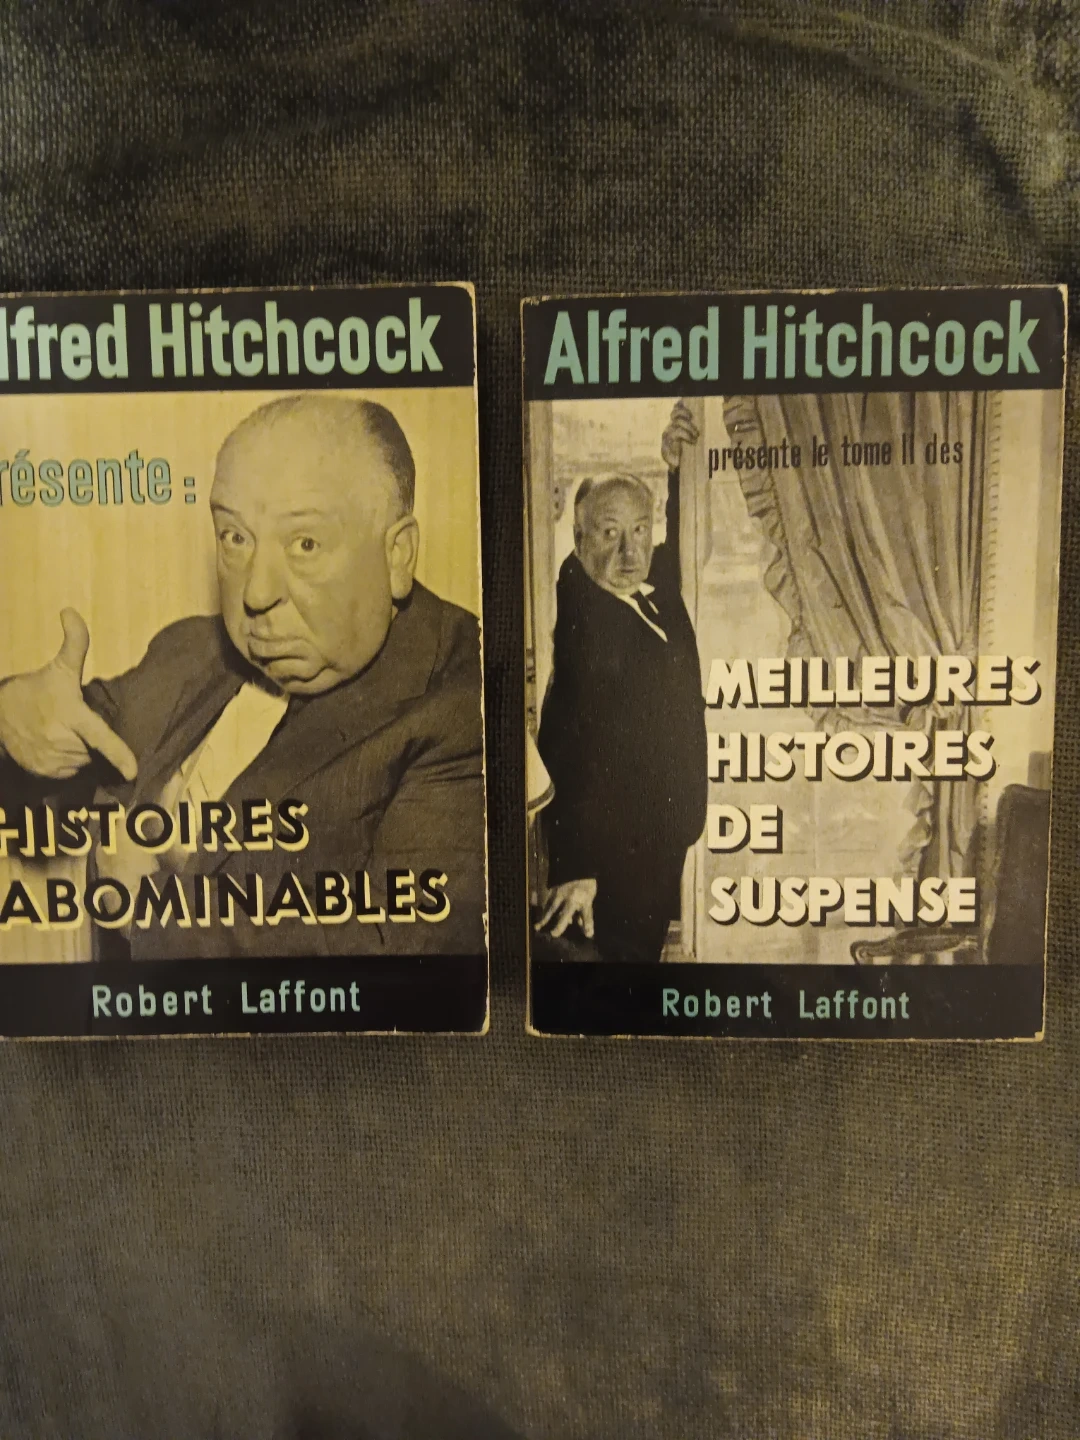 lfred Hitchcock
résente :
HISTOIRES
ABOMINABLES
Robert Laffont
Alfred Hitchcock
présente le tome II des
MEILLEURES
HISTOIRES
DE
SUSPENSE
Robert Laffont